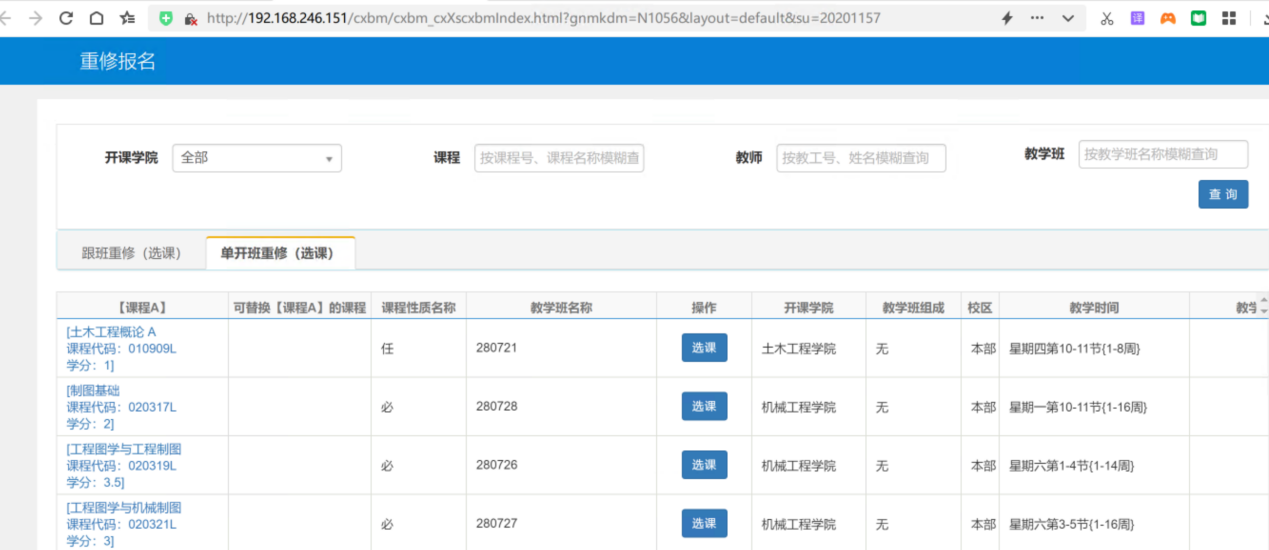 http://192.168.246.151/cxbm/cxbm_cxXscxbmIndex.html?gnmkdm=N1056&layout=default&su=20201157
译
重修报名
开课学院 全部 课程 按课程号、课程名称模糊查 教师 按教工号、姓名模糊查询 教学班 按教学班名称模糊查询
查 询
跟班重修（选课） 单开班重修（选课）
【课程A】 可替换【课程A】的课程 课程性质名称 教学班名称 操作 开课学院 教学班组成 校区 教学时间
[土木工程概论 A
课程代码：010909L
学分：1]
任 280721 选课 土木工程学院 无 本部 星期四第10-11节{1-8周}
[制图基础
课程代码：020317L
学分：2]
必 280728 选课 机械工程学院 无 本部 星期一第10-11节{1-16周}
[工程图学与工程制图
课程代码：020319L
学分：3.5]
必 280726 选课 机械工程学院 无 本部 星期六第1-4节{1-14周}
[工程图学与机械制图
课程代码：020321L
学分：3]
必 280727 选课 机械工程学院 无 本部 星期六第3-5节{1-16周}